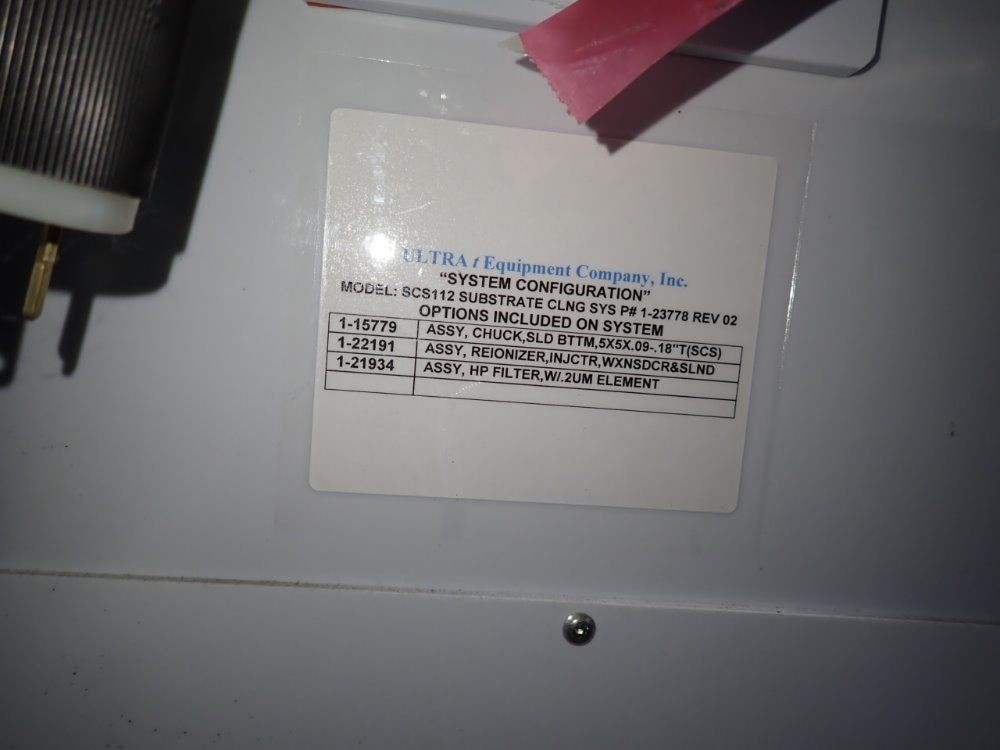 ULTRA t Equipment Company, Inc.
"SYSTEM CONFIGURATION"
MODEL: SCS112 SUBSTRATE CLNG SYS P# 1-23778 REV 02
OPTIONS INCLUDED ON SYSTEM
1-15779 ASSY, CHUCK,SLD BTTM,5X5X.09-.18"T(SCS)
1-22191 ASSY, REIONIZER,INJCTR,WXNSDCR&SLND
1-21934 ASSY, HP FILTER,W/.2UM ELEMENT